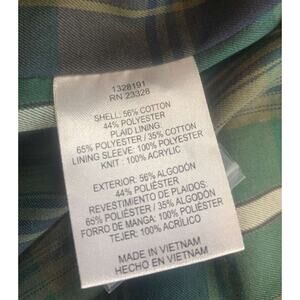 1328191
RN 23328
SHELL: 56% COTTON
44% POLYESTER
PLAID LINING:
65% POLYESTER / 35% COTTON
LINING SLEEVE: 100% POLYESTER
KNIT : 100% ACRYLIC
EXTERIOR: 56% ALGODÓN
44% POLIÉSTER
REVESTIMENTO DE PLAIDOS:
65% POLIÉSTER / 35% ALGODÓN
FORRO DE MANGA: 100% POLIÉSTER
TEJER: 100% ACRÍLICO
MADE IN VIETNAM
HECHO EN VIETNAM